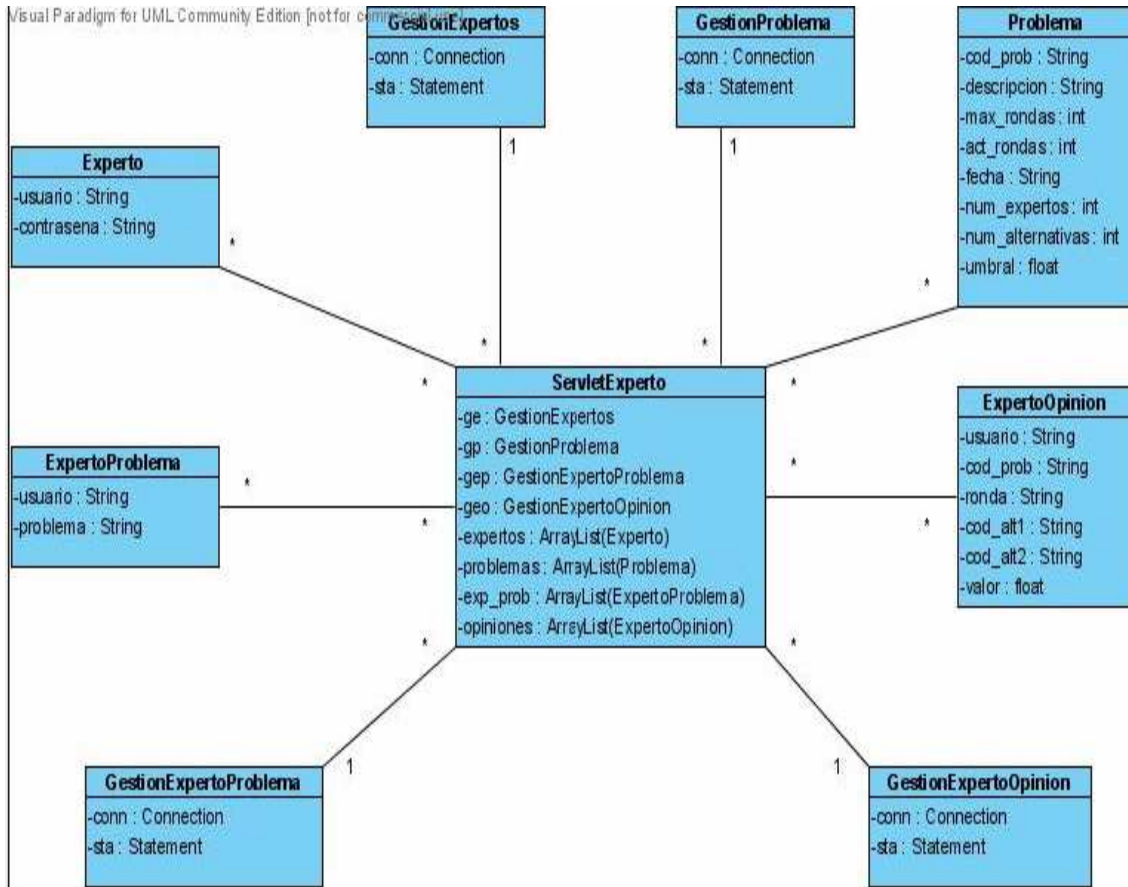 Visual Paradigm for UML Community Edition [not for
GestionExpertos
-conn : Connection
-sta : Statement
1
GestionProblema
-conn : Connection
-sta : Statement
1
Problema
-cod_prob : String
-descripcion : String
-max_rondas : int
-act_rondas : int
-fecha : String
-num_expertos : int
-num_alternativas : int
-umbral : float
*
Experto
-usuario : String
-contrasena : String
*
*
*
*
*
ServletExperto
-ge : GestionExpertos
-gp : GestionProblema
-gep : GestionExpertoProblema
-geo : GestionExpertoOpinion
-expertos : ArrayList(Experto)
-problemas : ArrayList(Problema)
-exp_prob : ArrayList(ExpertoProblema)
-opiniones : ArrayList(ExpertoOpinion)
ExpertoProblema
-usuario : String
-problema : String
*
*
ExpertoOpinion
-usuario : String
-cod_prob : String
-ronda : String
-cod_alt1 : String
-cod_alt2 : String
-valor : float
*
*
*
*
GestionExpertoProblema
-conn : Connection
-sta : Statement
1
GestionExpertoOpinion
-conn : Connection
-sta : Statement
1